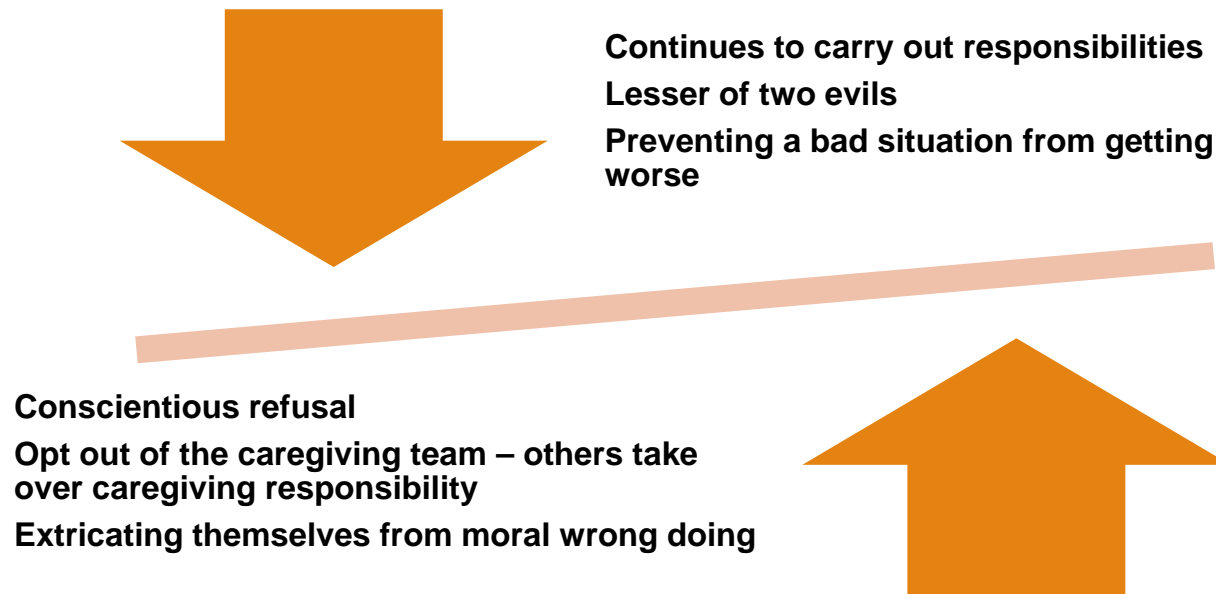 Continues to carry out responsibilities
Lesser of two evils
Preventing a bad situation from getting
worse
Conscientious refusal
Opt out of the caregiving team – others take
over caregiving responsibility
Extricating themselves from moral wrong doing